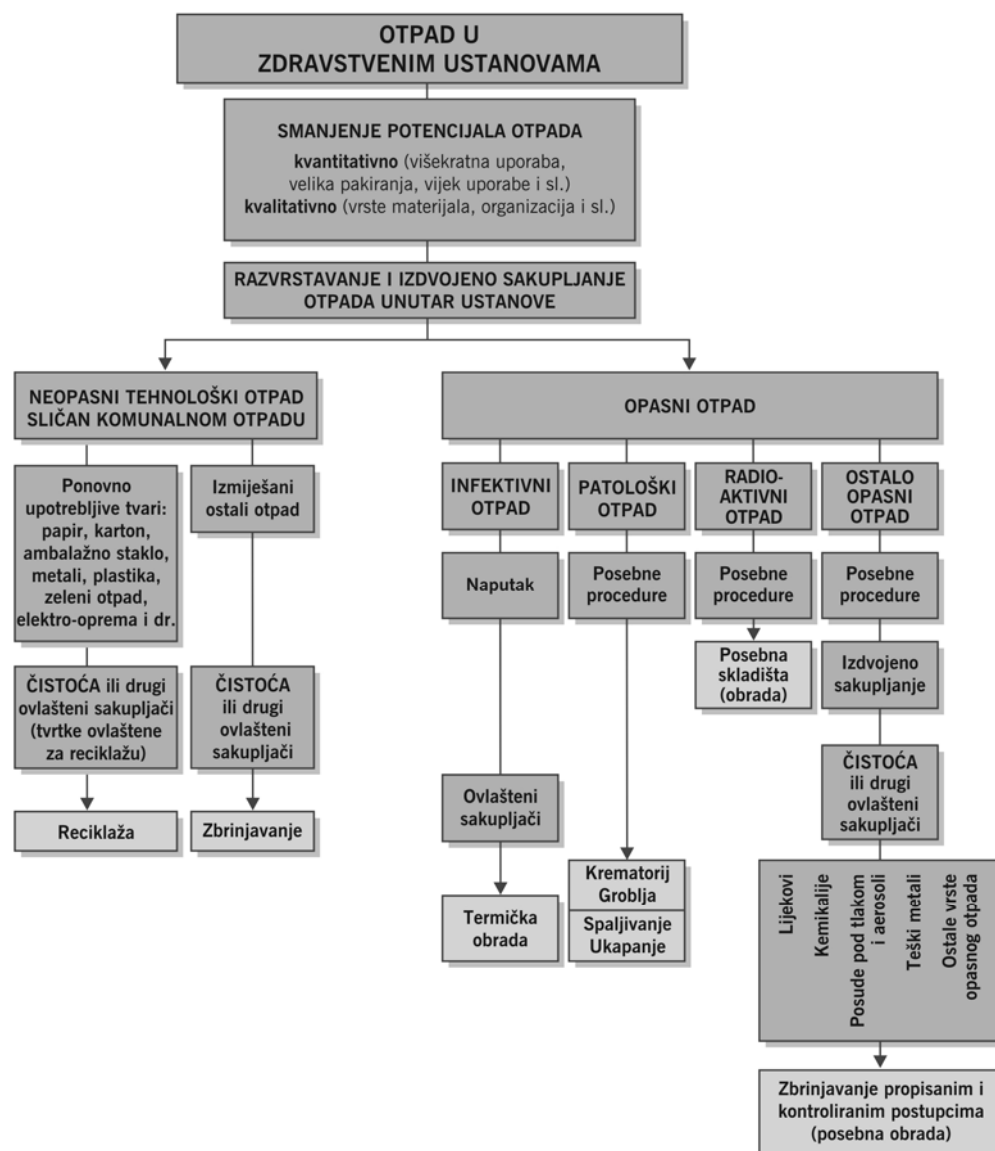 OTPAD U
ZDRAVSTVENIM USTANOVAMA
SMANJENJE POTENCIJALA OTPADA
kvantitativno (višekratna uporaba,
velika pakiranja, vijek uporabe i sl.)
kvalitativno (vrste materijala, organizacija i sl.)
RAZVRSTAVANJE I IZDVOJENO SAKUPLJANJE
OTPADA UNUTAR USTANOVE
NEOPASNI TEHNOLOŠKI OTPAD
SLIČAN KOMUNALNOM OTPADU
Ponovno
upotrebljive tvari:
papir, karton,
ambalažno staklo,
metali, plastika,
zeleni otpad,
elektro-oprema i dr.
ČISTOĆA ili drugi
ovlašteni sakupljači
(tvrtke ovlaštene
za reciklažu)
Reciklaža
Izmiješani
ostali otpad
ČISTOĆA
ili drugi
ovlašteni
sakupljači
Zbrinjavanje
OPASNI OTPAD
INFEKTIVNI
OTPAD
Naputak
Ovlašteni
sakupljači
Termička
obrada
PATOLOŠKI
OTPAD
Posebne
procedure
Krematorij
Groblja
Spaljivanje
Ukapanje
RADIO-
AKTIVNI
OTPAD
Posebne
procedure
Posebna
skladišta
(obrada)
OSTALO
OPASNI
OTPAD
Posebne
procedure
Izdvojeno
sakupljanje
ČISTOĆA
ili drugi
ovlašteni
sakupljači
Lijekovi
Kemikalije
Posude pod tlakom
i aerosoli
Teški metali
Ostale vrste
opasnog otpada
Zbrinjavanje propisanim i
kontroliranim postupcima
(posebna obrada)